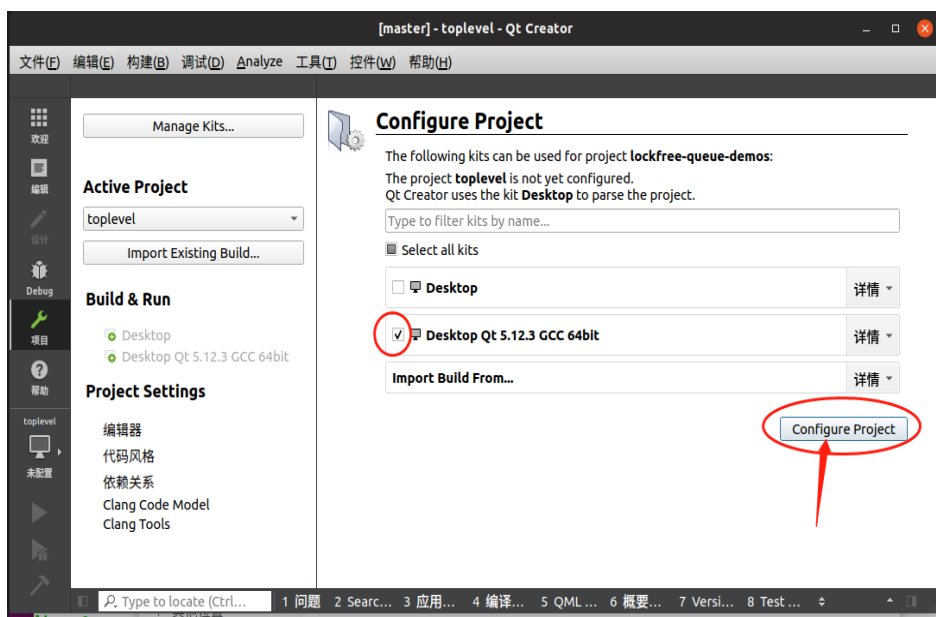 [master] - toplevel - Qt Creator
文件(F) 编辑(E) 构建(B) 调试(D) Analyze 工具(T) 控件(W) 帮助(H)
欢迎
编辑
设计
Debug
项目
帮助
toplevel
未配置
Manage Kits...
Active Project
toplevel
Import Existing Build...
Build & Run
Desktop
Desktop Qt 5.12.3 GCC 64bit
Project Settings
编辑器
代码风格
依赖关系
Clang Code Model
Clang Tools
Configure Project
The following kits can be used for project lockfree-queue-demos:
The project toplevel is not yet configured.
Qt Creator uses the kit Desktop to parse the project.
Type to filter kits by name...
Select all kits
Desktop 详情
Desktop Qt 5.12.3 GCC 64bit 详情
Import Build From... 详情
Configure Project
Type to locate (Ctrl... 1 问题 2 Searc... 3 应用... 4 编译... 5 QML ... 6 概要... 7 Versi... 8 Test ...